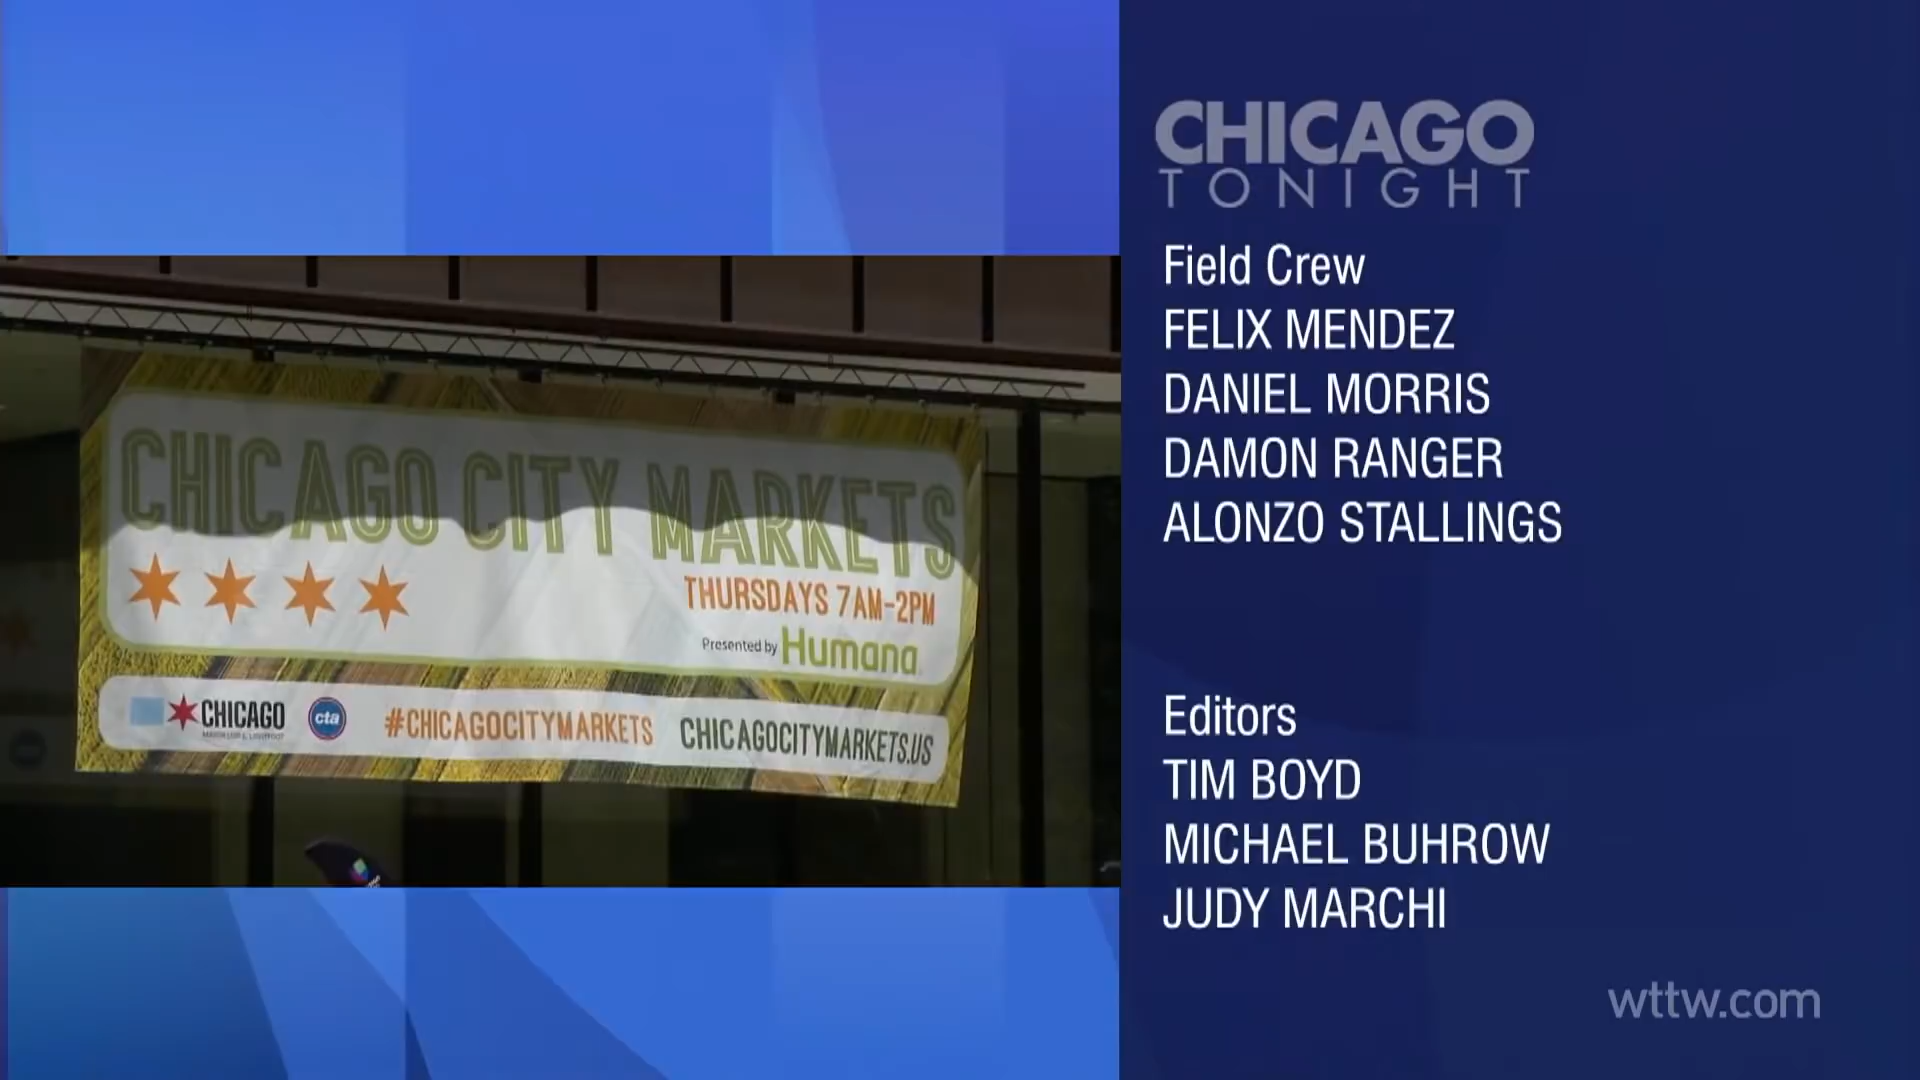 CHICAGO CITY MARKETS
THURSDAYS 7AM-2PM
Presented by Humana
CHICAGO
cta
#CHICAGOCITYMARKETS
CHICAGOCITYMARKETS.US
CHICAGO
TONIGHT
Field Crew
FELIX MENDEZ
DANIEL MORRIS
DAMON RANGER
ALONZO STALLINGS
Editors
TIM BOYD
MICHAEL BUHROW
JUDY MARCHI
wttw.com